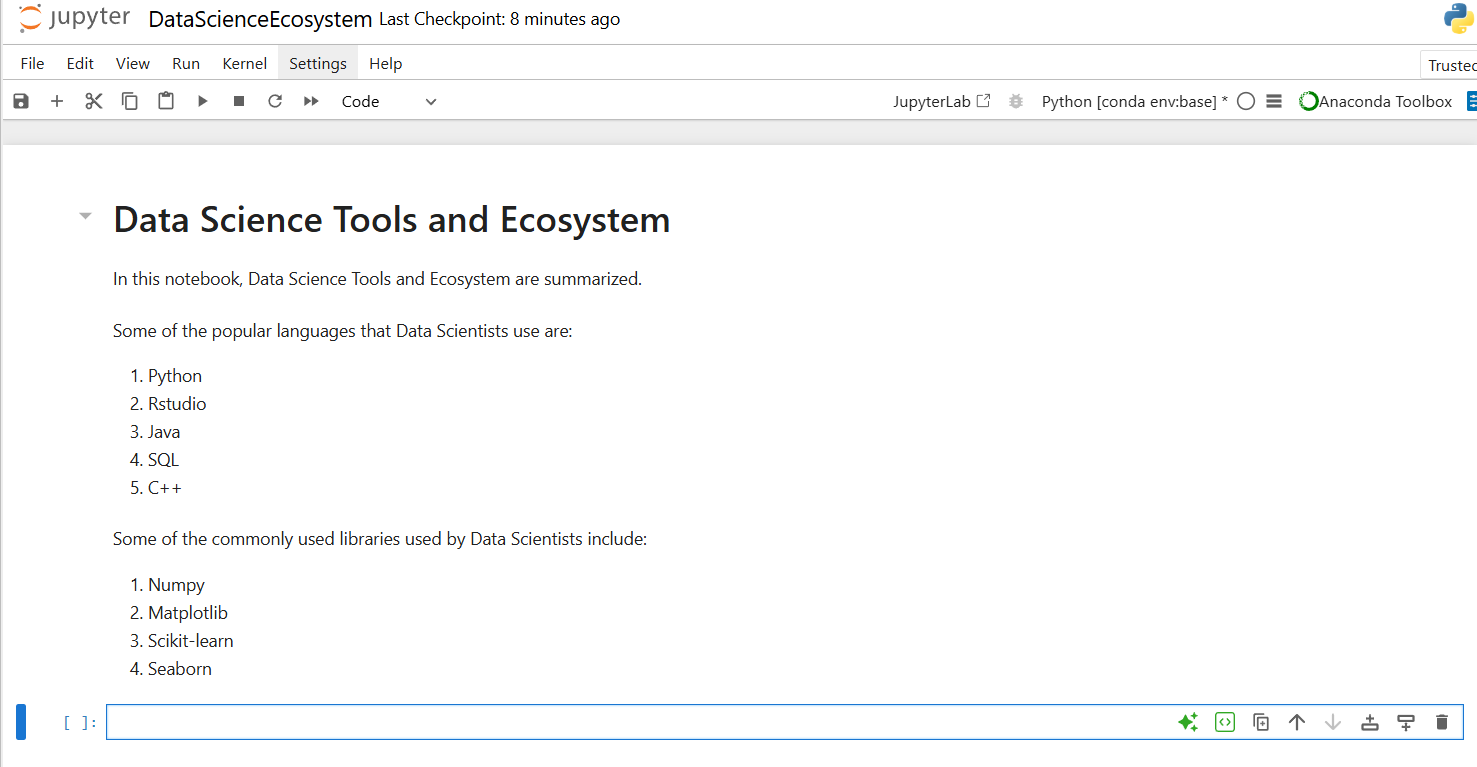 jupyter DataScienceEcosystem Last Checkpoint: 8 minutes ago
File Edit View Run Kernel Settings Help
Trusted
Code JupyterLab Python [conda env:base] * Anaconda Toolbox
Data Science Tools and Ecosystem
In this notebook, Data Science Tools and Ecosystem are summarized.
Some of the popular languages that Data Scientists use are:
1. Python
2. Rstudio
3. Java
4. SQL
5. C++
Some of the commonly used libraries used by Data Scientists include:
1. Numpy
2. Matplotlib
3. Scikit-learn
4. Seaborn
[ ]: